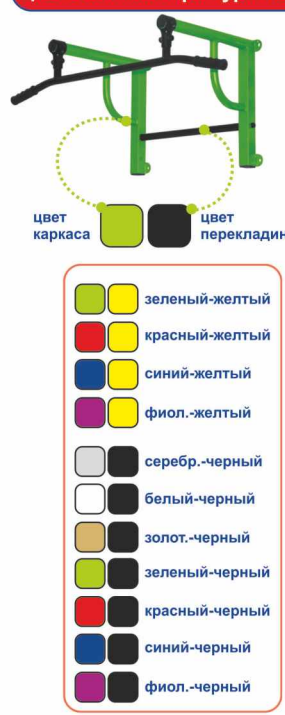 цвет
каркаса
цвет
перекладин
зеленый-желтый
красный-желтый
синий-желтый
фиол.-желтый
серебр.-черный
белый-черный
золот.-черный
зеленый-черный
красный-черный
синий-черный
фиол.-черный